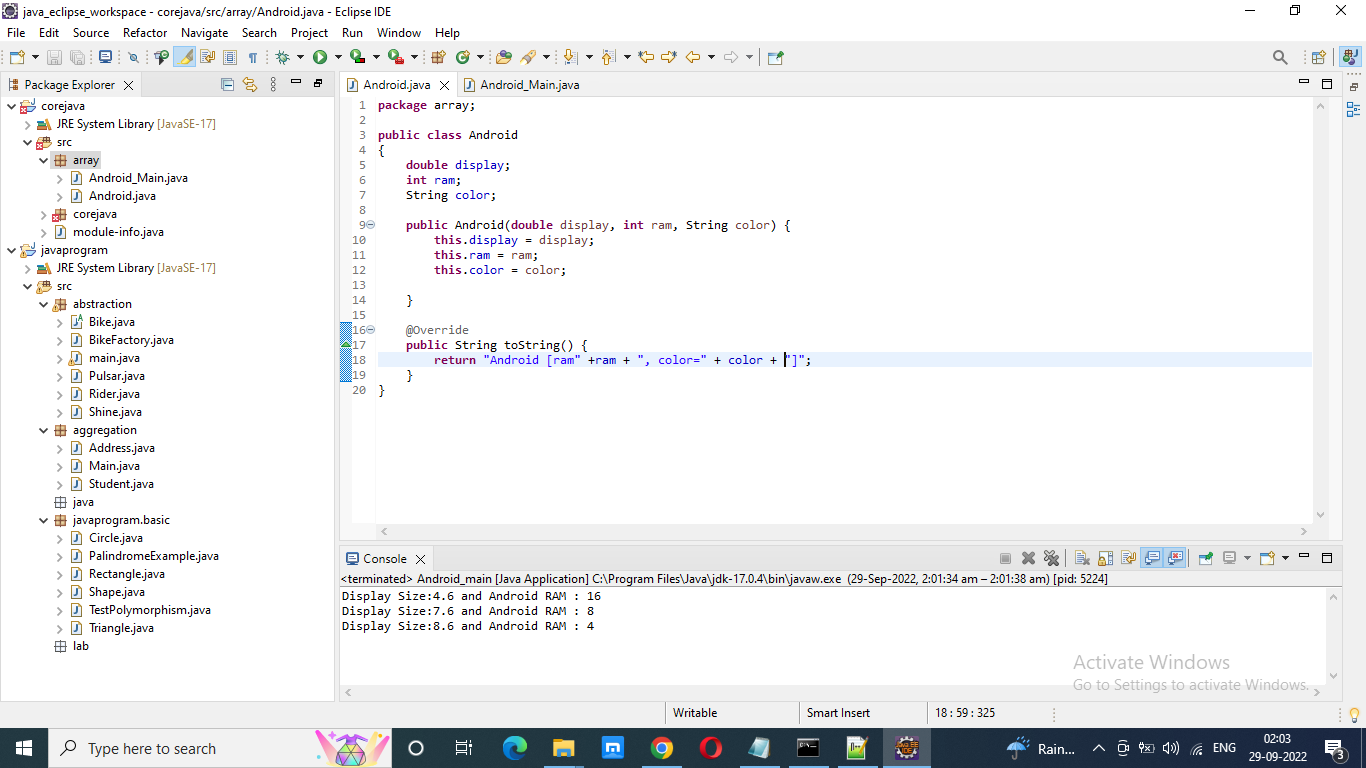 java_eclipse_workspace - corejava/src/array/Android.java - Eclipse IDE
File Edit Source Refactor Navigate Search Project Run Window Help
Package Explorer
corejava
JRE System Library [JavaSE-17]
src
array
Android_Main.java
Android.java
corejava
module-info.java
javaprogram
JRE System Library [JavaSE-17]
src
abstraction
Bike.java
BikeFactory.java
main.java
Pulsar.java
Rider.java
Shine.java
aggregation
Address.java
Main.java
Student.java
java
javaprogram.basic
Circle.java
PalindromeExample.java
Rectangle.java
Shape.java
TestPolymorphism.java
Triangle.java
lab
Android.java Android_Main.java
1 package array;
2
3 public class Android
4 {
5 double display;
6 int ram;
7 String color;
8
9 public Android(double display, int ram, String color) {
10 this.display = display;
11 this.ram = ram;
12 this.color = color;
13
14 }
15
16 @Override
17 public String toString() {
18 return "Android [ram" +ram + ", color=" + color + "]";
19 }
20 }
Console
<terminated> Android_main [Java Application] C:\Program Files\Java\jdk-17.0.4\bin\javaw.exe (29-Sep-2022, 2:01:34 am – 2:01:38 am) [pid: 5224]
Display Size:4.6 and Android RAM : 16
Display Size:7.6 and Android RAM : 8
Display Size:8.6 and Android RAM : 4
Activate Windows
Go to Settings to activate Windows.
Writable Smart Insert 18 : 59 : 325
Type here to search
Rain... ENG 02:03
29-09-2022
3